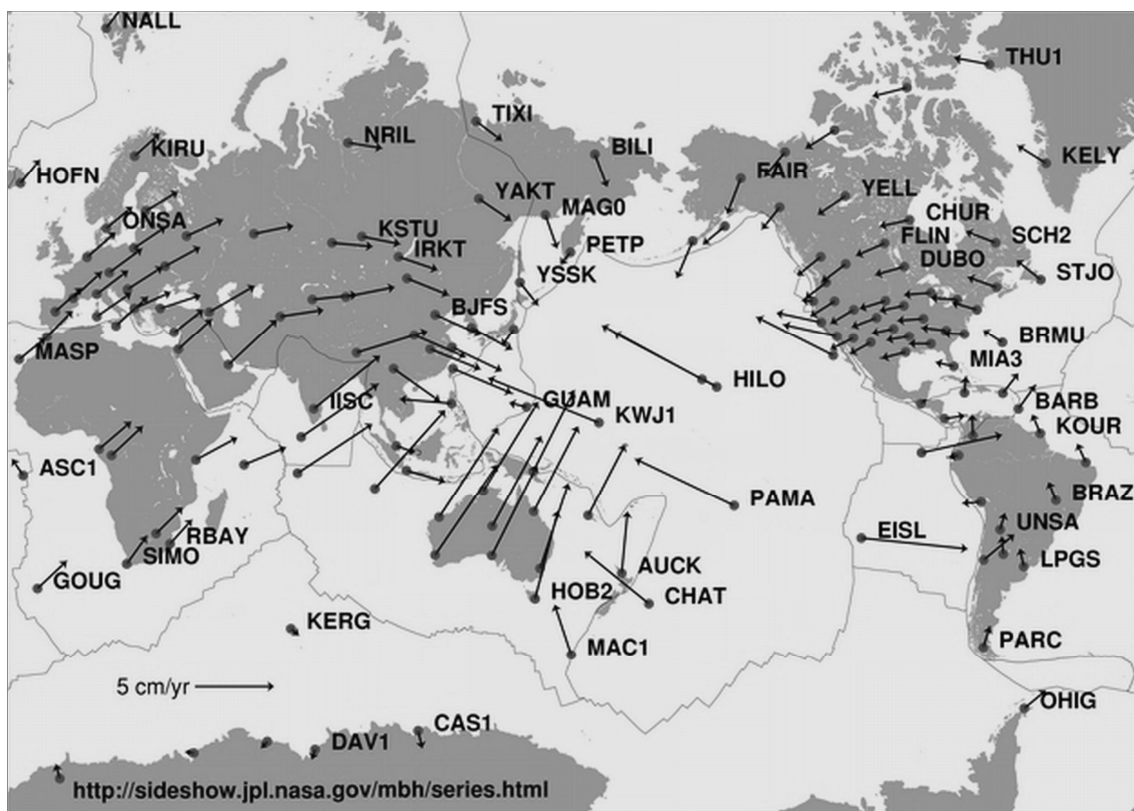 NALL
THU1
TIXI
NRIL
KIRU
BILI
KELY
HOFN
FAIR
YELL
YAKT
MAG0
CHUR
ONSA
KSTU
FLIN
SCH2
IRKT
PETP
DUBO
YSSK
STJO
BJFS
BRMU
MASP
MIA3
HILO
IISC
GUAM
BARB
KWJ1
KOUR
ASC1
PAMA
BRAZ
EISL
UNSA
RBAY
SIMO
AUCK
LPGS
GOUG
HOB2
CHAT
KERG
PARC
MAC1
5 cm/yr
OHIG
CAS1
DAV1
http://sideshow.jpl.nasa.gov/mbh/series.html